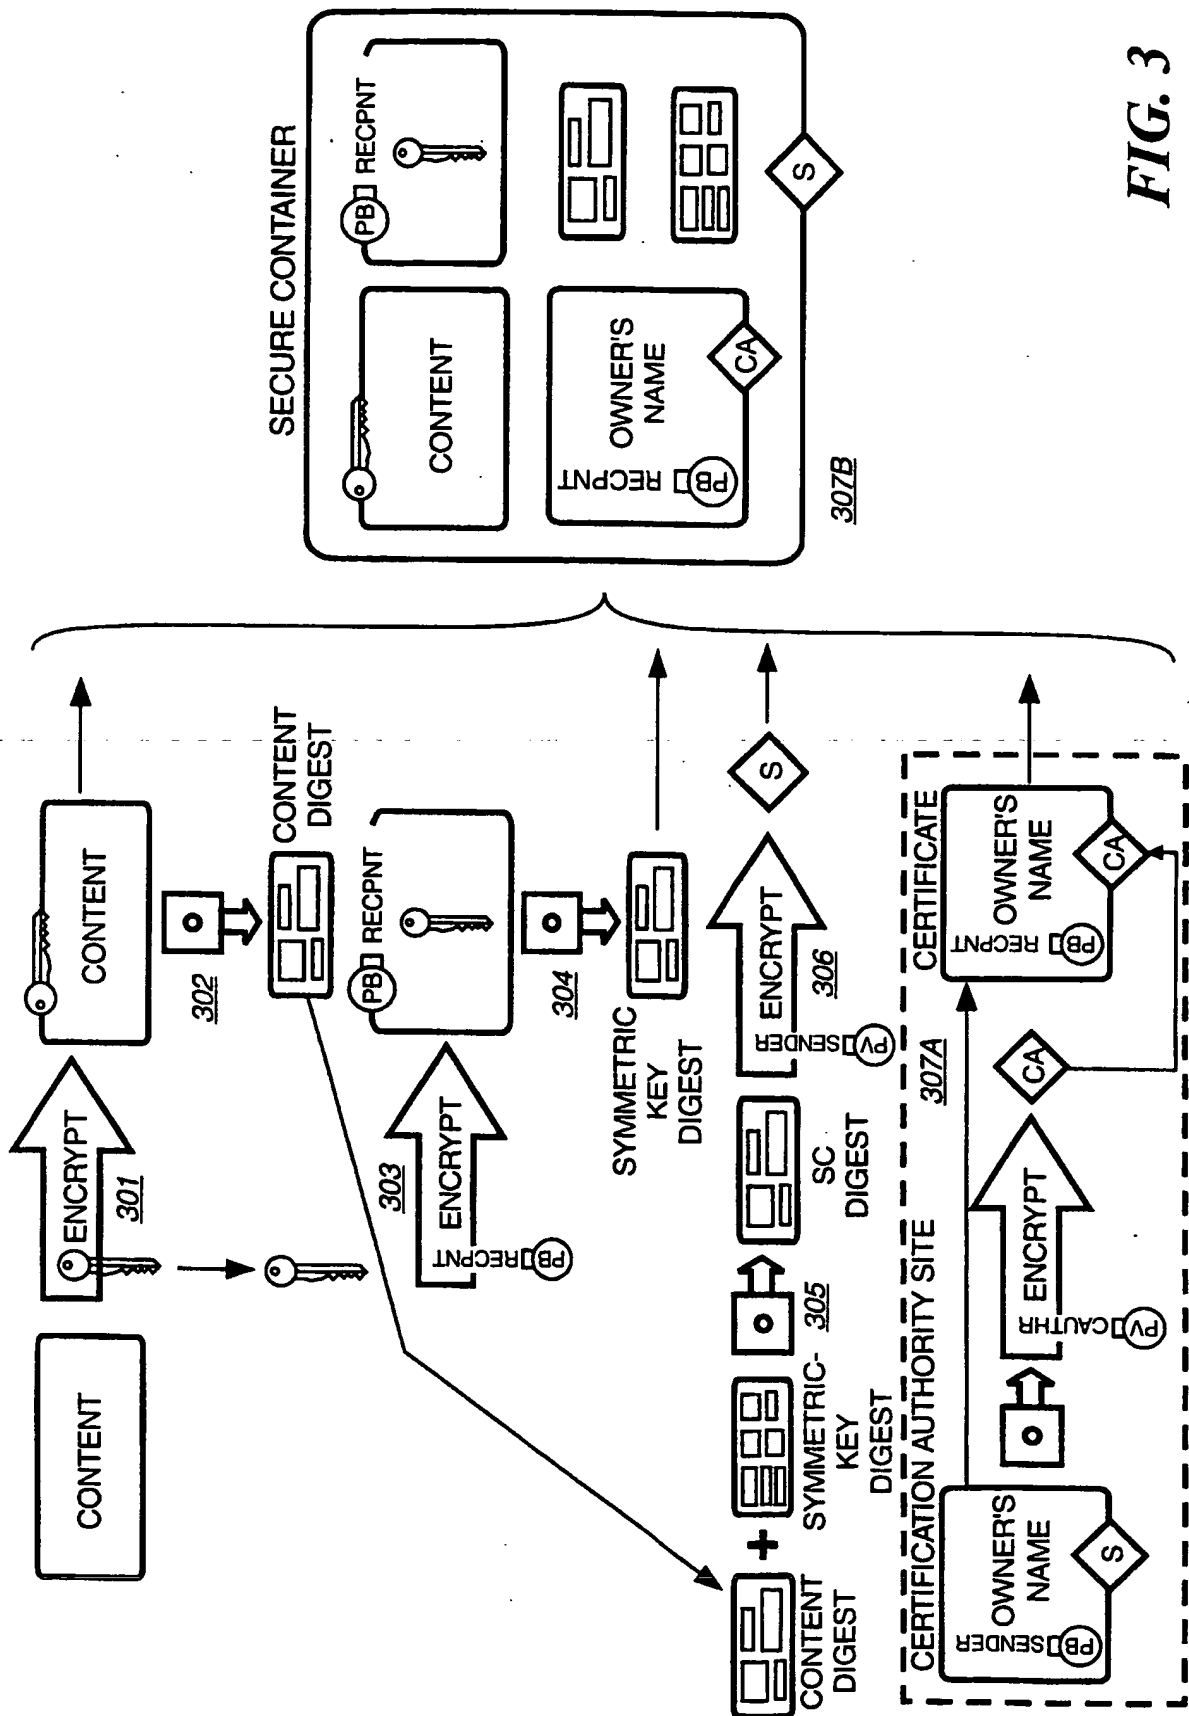 CONTENT
ENCRYPT
301
CONTENT
302
CONTENT
DIGEST
303
ENCRYPT
PB RECPNT
PB RECPNT
304
SYMMETRIC
KEY
DIGEST
CONTENT
DIGEST
+
SYMMETRIC-
KEY
DIGEST
305
SC
DIGEST
ENCRYPT
306
PV SENDER
S
CERTIFICATION AUTHORITY SITE
PB SENDER
OWNER'S
NAME
S
ENCRYPT
PV CAUTHR
CA
307A
CERTIFICATE
PB RECPNT
OWNER'S
NAME
CA
SECURE CONTAINER
CONTENT
PB RECPNT
OWNER'S
NAME
PB RECPNT
CA
S
307B
FIG. 3